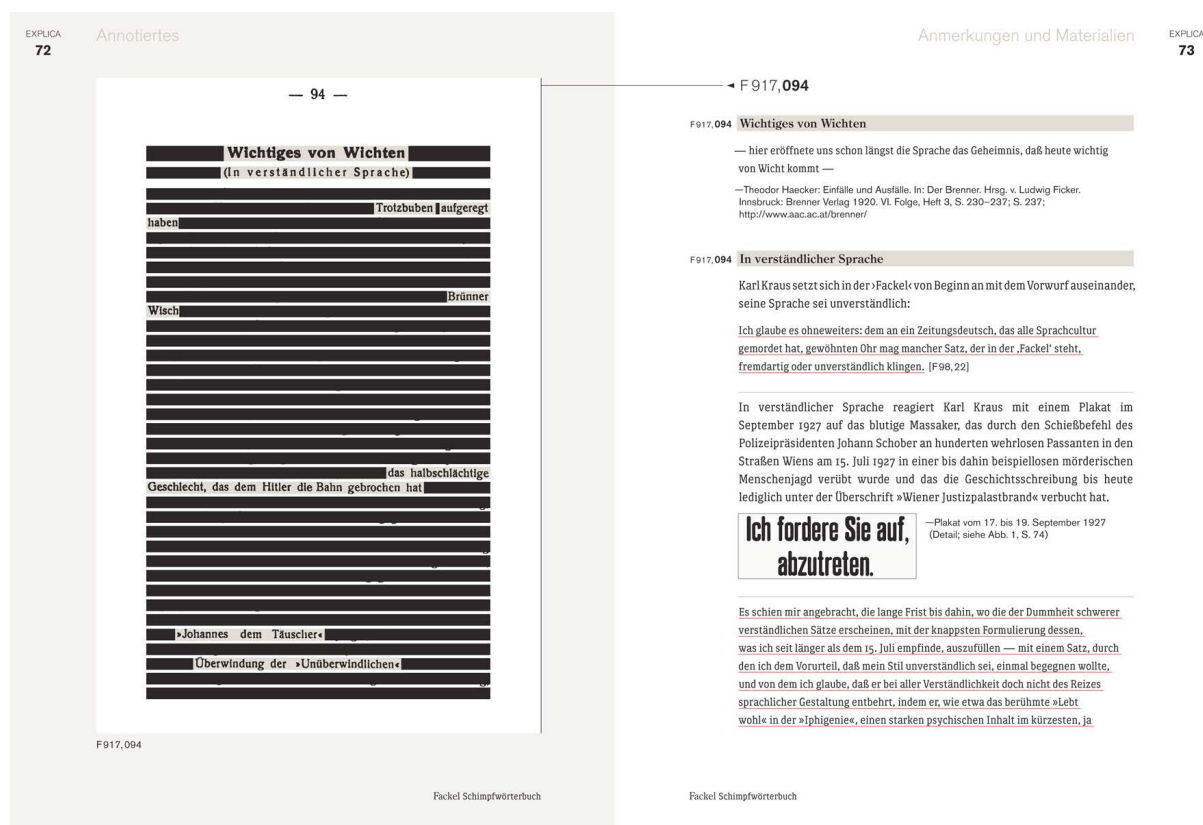 EXPLICA
72
Annotiertes
— 94 —
Wichtiges von Wichten
(In verständlicher Sprache)
Trotzbuben aufgeregt
haben
Brünner
Wisch
das halbschlächtige
Geschlecht, das dem Hitler die Bahn gebrochen hat
»Johannes dem Täuscher«
Überwindung der »Unüberwindlichen«
F917,094
Fackel Schimpfwörterbuch
Anmerkungen und Materialien
EXPLICA
73
F917,094
F917,094 Wichtiges von Wichten
— hier eröffnete uns schon längst die Sprache das Geheimnis, daß heute wichtig
von Wicht kommt —
—Theodor Haecker: Einfälle und Ausfälle. In: Der Brenner. Hrsg. v. Ludwig Ficker.
Innsbruck: Brenner Verlag 1920. VI. Folge, Heft 3, S. 230–237; S. 237;
http://www.aac.ac.at/brenner/
F917,094 In verständlicher Sprache
Karl Kraus setzt sich in der ›Fackel‹ von Beginn an mit dem Vorwurf auseinander,
seine Sprache sei unverständlich:
Ich glaube es ohneweiters: dem an ein Zeitungsdeutsch, das alle Sprachcultur
gemordet hat, gewöhnten Ohr mag mancher Satz, der in der ‚Fackel‘ steht,
fremdartig oder unverständlich klingen. [F98,22]
In verständlicher Sprache reagiert Karl Kraus mit einem Plakat im
September 1927 auf das blutige Massaker, das durch den Schießbefehl des
Polizeipräsidenten Johann Schober an hunderten wehrlosen Passanten in den
Straßen Wiens am 15. Juli 1927 in einer bis dahin beispiellosen mörderischen
Menschenjagd verübt wurde und das die Geschichtsschreibung bis heute
lediglich unter der Überschrift »Wiener Justizpalastbrand« verbucht hat.
Ich fordere Sie auf,
abzutreten.
—Plakat vom 17. bis 19. September 1927
(Detail; siehe Abb. 1, S. 74)
Es schien mir angebracht, die lange Frist bis dahin, wo die der Dummheit schwerer
verständlichen Sätze erscheinen, mit der knappsten Formulierung dessen,
was ich seit länger als dem 15. Juli empfinde, auszufüllen — mit einem Satz, durch
den ich dem Vorurteil, daß mein Stil unverständlich sei, einmal begegnen wollte,
und von dem ich glaube, daß er bei aller Verständlichkeit doch nicht des Reizes
sprachlicher Gestaltung entbehrt, indem er, wie etwa das berühmte »Lebt
wohl« in der »Iphigenie«, einen starken psychischen Inhalt im kürzesten, ja
Fackel Schimpfwörterbuch